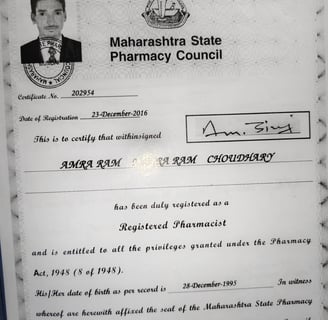 Maharashtra State
Pharmacy Council
Certificate No. 202954
Date of Registration 23-December-2016
This is to certify that withinsigned
AMRA RAM RAM CHOUDHARY
has been duly registered as a
Registered Pharmacist
and is entitled to all the privileges granted under the Pharmacy
Act, 1948 (8 of 1948).
His/Her date of birth as per record is 28-December-1995 In witness
whereof are herewith affixed the seal of the Maharashtra State Pharmacy